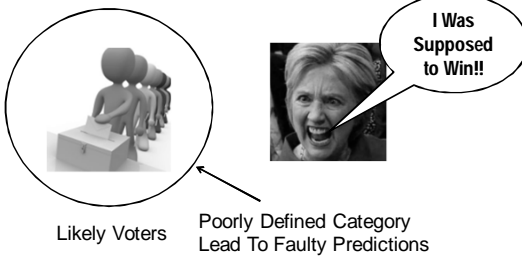 I Was
Supposed
to Win!!
Likely Voters
Poorly Defined Category
Lead To Faulty Predictions